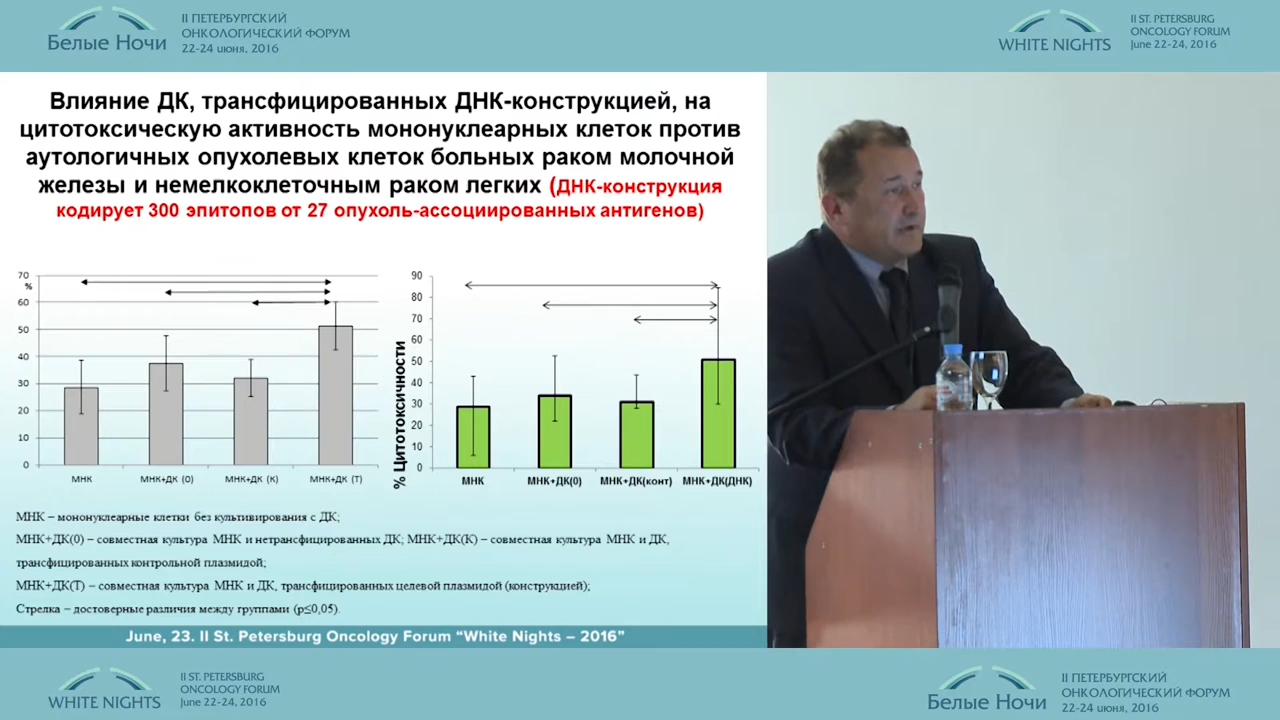 Белые Ночи
II ПЕТЕРБУРГСКИЙ
ОНКОЛОГИЧЕСКИЙ ФОРУМ
22-24 июня, 2016
WHITE NIGHTS
II ST. PETERSBURG
ONCOLOGY FORUM
June 22-24, 2016
Влияние ДК, трансфицированных ДНК-конструкцией, на
цитотоксическую активность мононуклеарных клеток против
аутологичных опухолевых клеток больных раком молочной
железы и немелкоклеточным раком легких (ДНК-конструкция
кодирует 300 эпитопов от 27 опухоль-ассоциированных антигенов)
70
%
60
50
40
30
20
10
0
МНК
МНК+ДК (0)
МНК+ДК (К)
МНК+ДК (Т)
% Цитотоксичности
90
80
70
60
50
40
30
20
10
0
МНК
МНК+ДК(0)
МНК+ДК(конт)
МНК+ДК(ДНК)
МНК – мононуклеарные клетки без культивирования с ДК;
МНК+ДК(0) – совместная культура МНК и нетрансфицированных ДК; МНК+ДК(К) – совместная культура МНК и ДК,
трансфицированных контрольной плазмидой;
МНК+ДК(Т) – совместная культура МНК и ДК, трансфицированных целевой плазмидой (конструкцией);
Стрелка – достоверные различия между группами (р≤0,05).
June, 23. II St. Petersburg Oncology Forum “White Nights – 2016”
WHITE NIGHTS
II ST. PETERSBURG
ONCOLOGY FORUM
June 22-24, 2016
Белые Ночи
II ПЕТЕРБУРГСКИЙ
ОНКОЛОГИЧЕСКИЙ ФОРУМ
22-24 июня, 2016